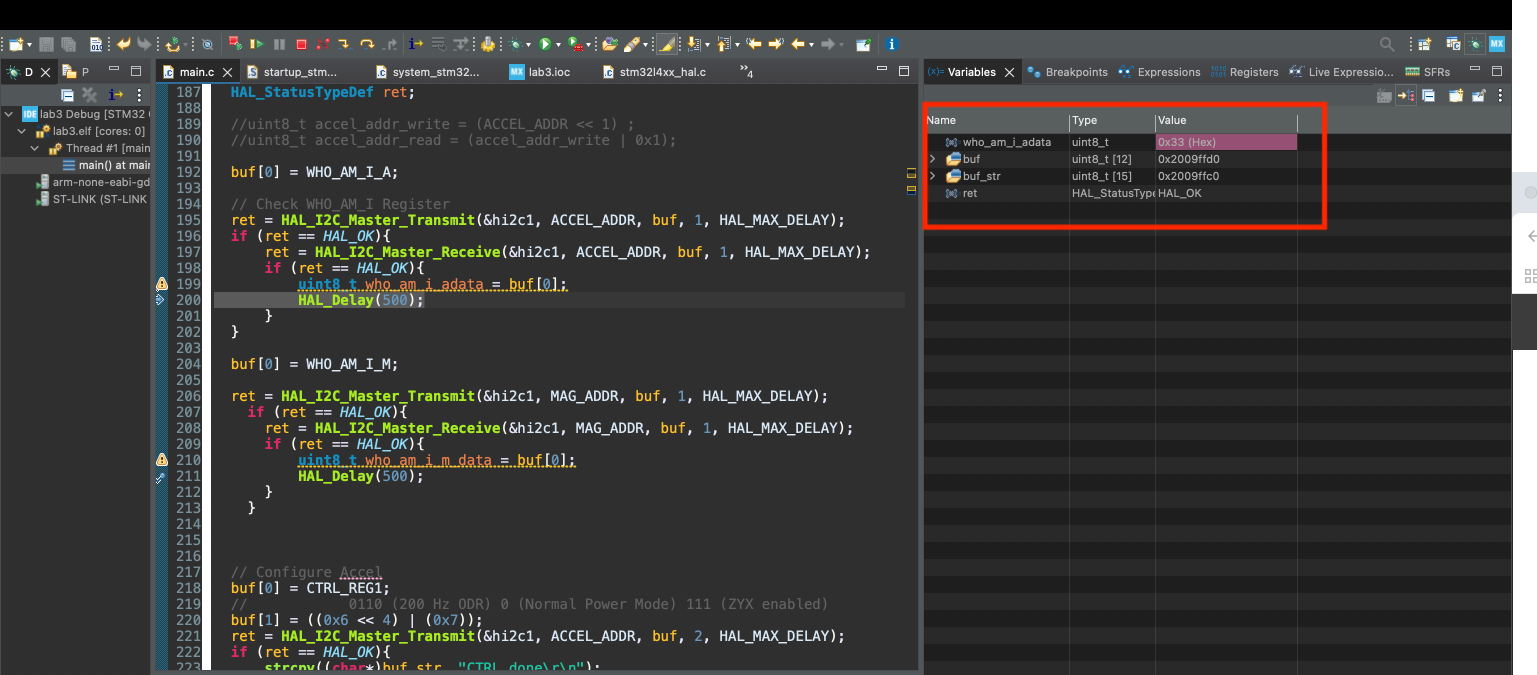 D
P
main.c
startup_stm...
system_stm32...
MX lab3.ioc
stm32l4xx_hal.c
»4
IDE lab3 Debug [STM32 C
lab3.elf [cores: 0]
Thread #1 [main
main() at mai
arm-none-eabi-gd
ST-LINK (ST-LINK
187 HAL_StatusTypeDef ret;
188
189 //uint8_t accel_addr_write = (ACCEL_ADDR << 1) ;
190 //uint8_t accel_addr_read = (accel_addr_write | 0x1);
191
192 buf[0] = WHO_AM_I_A;
193
194 // Check WHO_AM_I Register
195 ret = HAL_I2C_Master_Transmit(&hi2c1, ACCEL_ADDR, buf, 1, HAL_MAX_DELAY);
196 if (ret == HAL_OK){
197 ret = HAL_I2C_Master_Receive(&hi2c1, ACCEL_ADDR, buf, 1, HAL_MAX_DELAY);
198 if (ret == HAL_OK){
199 uint8_t who_am_i_adata = buf[0];
200 HAL_Delay(500);
201 }
202 }
203
204 buf[0] = WHO_AM_I_M;
205
206 ret = HAL_I2C_Master_Transmit(&hi2c1, MAG_ADDR, buf, 1, HAL_MAX_DELAY);
207 if (ret == HAL_OK){
208 ret = HAL_I2C_Master_Receive(&hi2c1, MAG_ADDR, buf, 1, HAL_MAX_DELAY);
209 if (ret == HAL_OK){
210 uint8_t who_am_i_m_data = buf[0];
211 HAL_Delay(500);
212 }
213 }
214
215
216
217 // Configure Accel
218 buf[0] = CTRL_REG1;
219 // 0110 (200 Hz ODR) 0 (Normal Power Mode) 111 (ZYX enabled)
220 buf[1] = ((0x6 << 4) | (0x7));
221 ret = HAL_I2C_Master_Transmit(&hi2c1, ACCEL_ADDR, buf, 2, HAL_MAX_DELAY);
222 if (ret == HAL_OK){
223 strcpy((char*)buf_str, "CTRL done\r\n");
(x)= Variables
Breakpoints
Expressions
Registers
Live Expressio...
SFRs
MX
Name Type Value
who_am_i_adata uint8_t 0x33 (Hex)
buf uint8_t [12] 0x2009ffd0
buf_str uint8_t [15] 0x2009ffc0
ret HAL_StatusType HAL_OK